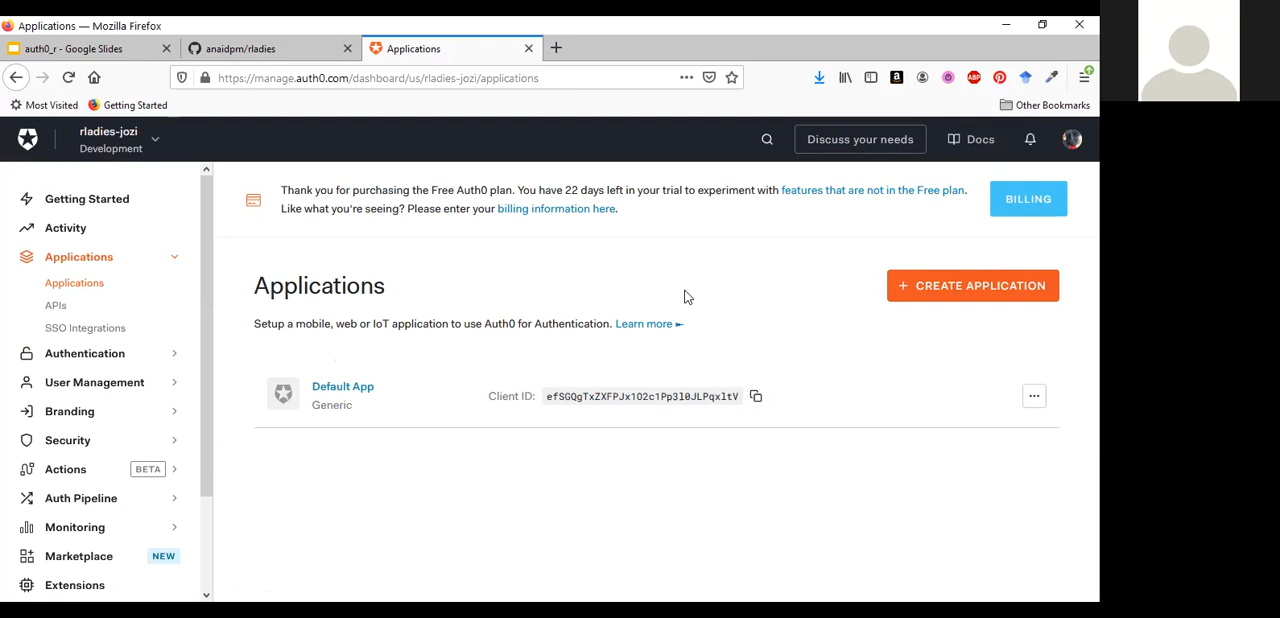 Applications — Mozilla Firefox
auth0_r - Google Slides
anaidpm/rladies
Applications
https://manage.auth0.com/dashboard/us/rladies-jozi/applications
Most Visited
Getting Started
Other Bookmarks
rladies-jozi
Development
Discuss your needs
Docs
Getting Started
Activity
Applications
Applications
APIs
SSO Integrations
Authentication
User Management
Branding
Security
Actions BETA
Auth Pipeline
Monitoring
Marketplace NEW
Extensions
Thank you for purchasing the Free Auth0 plan. You have 22 days left in your trial to experiment with features that are not in the Free plan.
Like what you're seeing? Please enter your billing information here.
BILLING
Applications
+ CREATE APPLICATION
Setup a mobile, web or IoT application to use Auth0 for Authentication. Learn more ►
Default App
Generic
Client ID: efSGQgTxZXFPJx1O2c1Pp3l0JLPqxltV